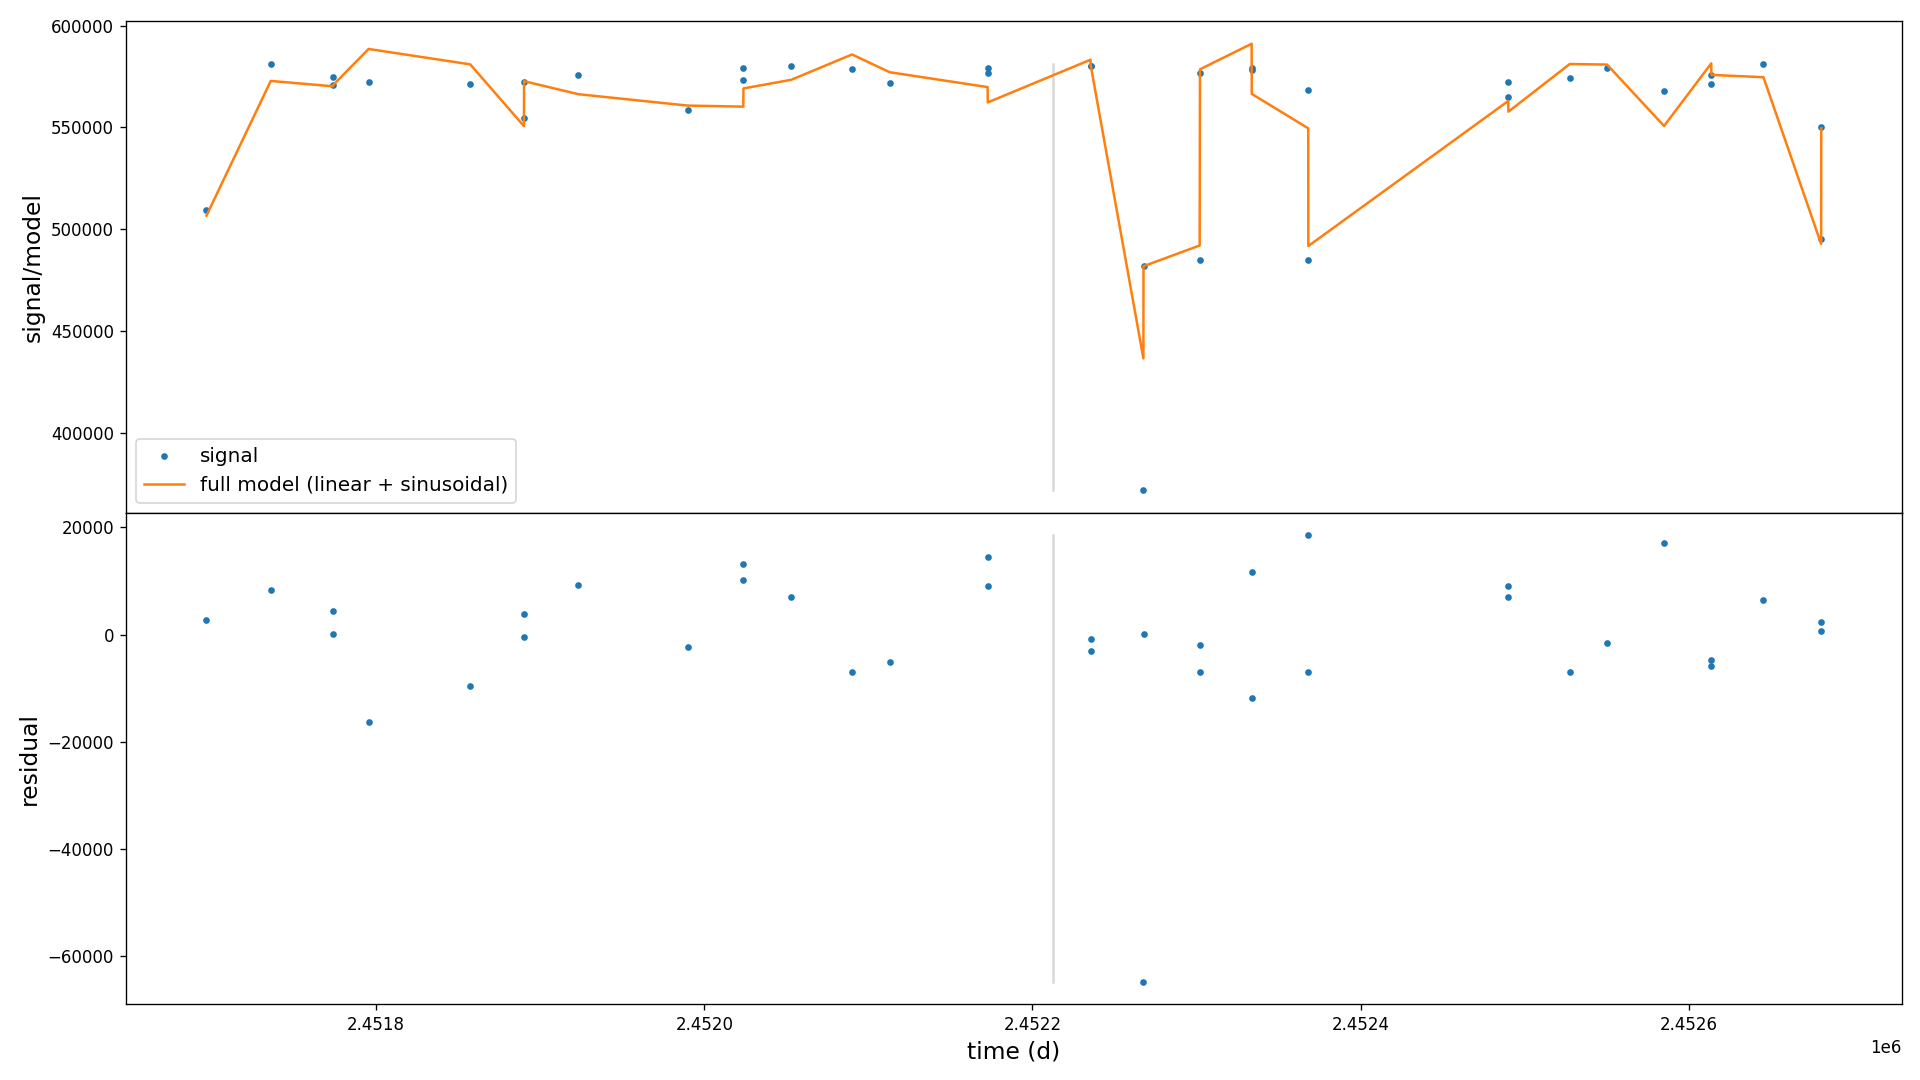 600000
550000
500000
450000
400000
signal/model
signal
full model (linear + sinusoidal)
20000
0
−20000
−40000
−60000
residual
2.4518
2.4520
2.4522
2.4524
2.4526
time (d)
1e6